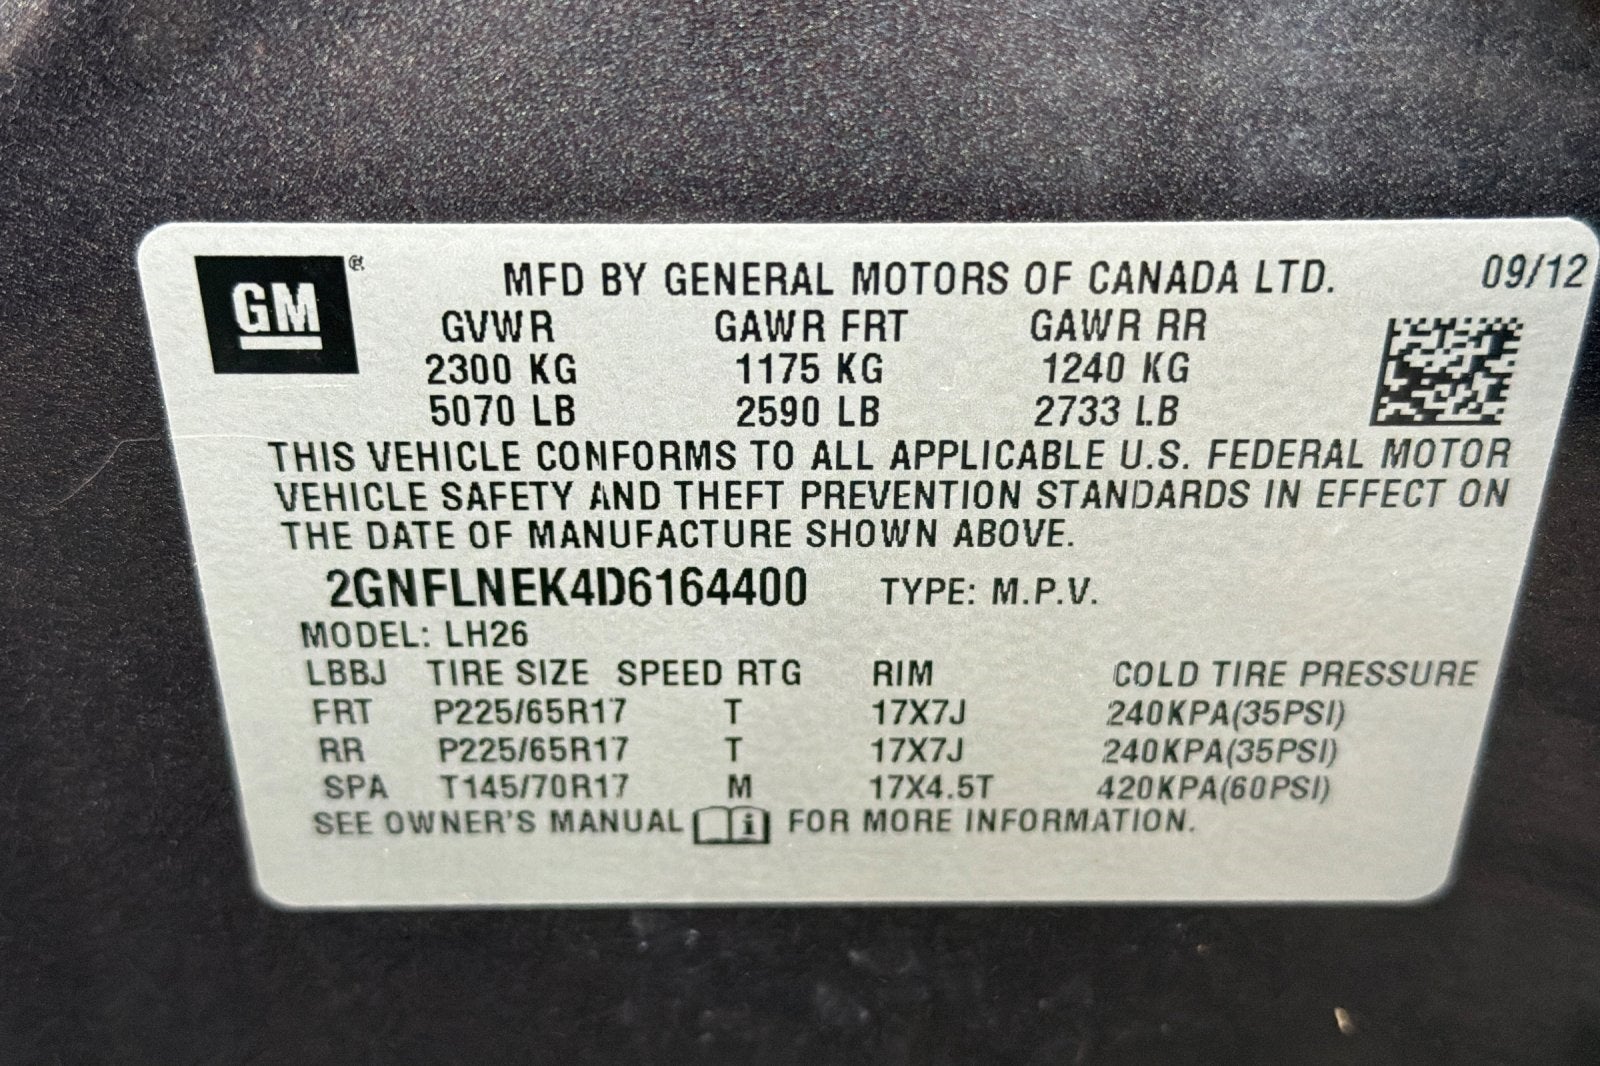 GM ®
MFD BY GENERAL MOTORS OF CANADA LTD. 09/12
GVWR GAWR FRT GAWR RR
2300 KG 1175 KG 1240 KG
5070 LB 2590 LB 2733 LB
THIS VEHICLE CONFORMS TO ALL APPLICABLE U.S. FEDERAL MOTOR
VEHICLE SAFETY AND THEFT PREVENTION STANDARDS IN EFFECT ON
THE DATE OF MANUFACTURE SHOWN ABOVE.
2GNFLNEK4D6164400 TYPE: M.P.V.
MODEL: LH26
LBBJ TIRE SIZE SPEED RTG RIM COLD TIRE PRESSURE
FRT P225/65R17 T 17X7J 240KPA(35PSI)
RR P225/65R17 T 17X7J 240KPA(35PSI)
SPA T145/70R17 M 17X4.5T 420KPA(60PSI)
SEE OWNER'S MANUAL i FOR MORE INFORMATION.